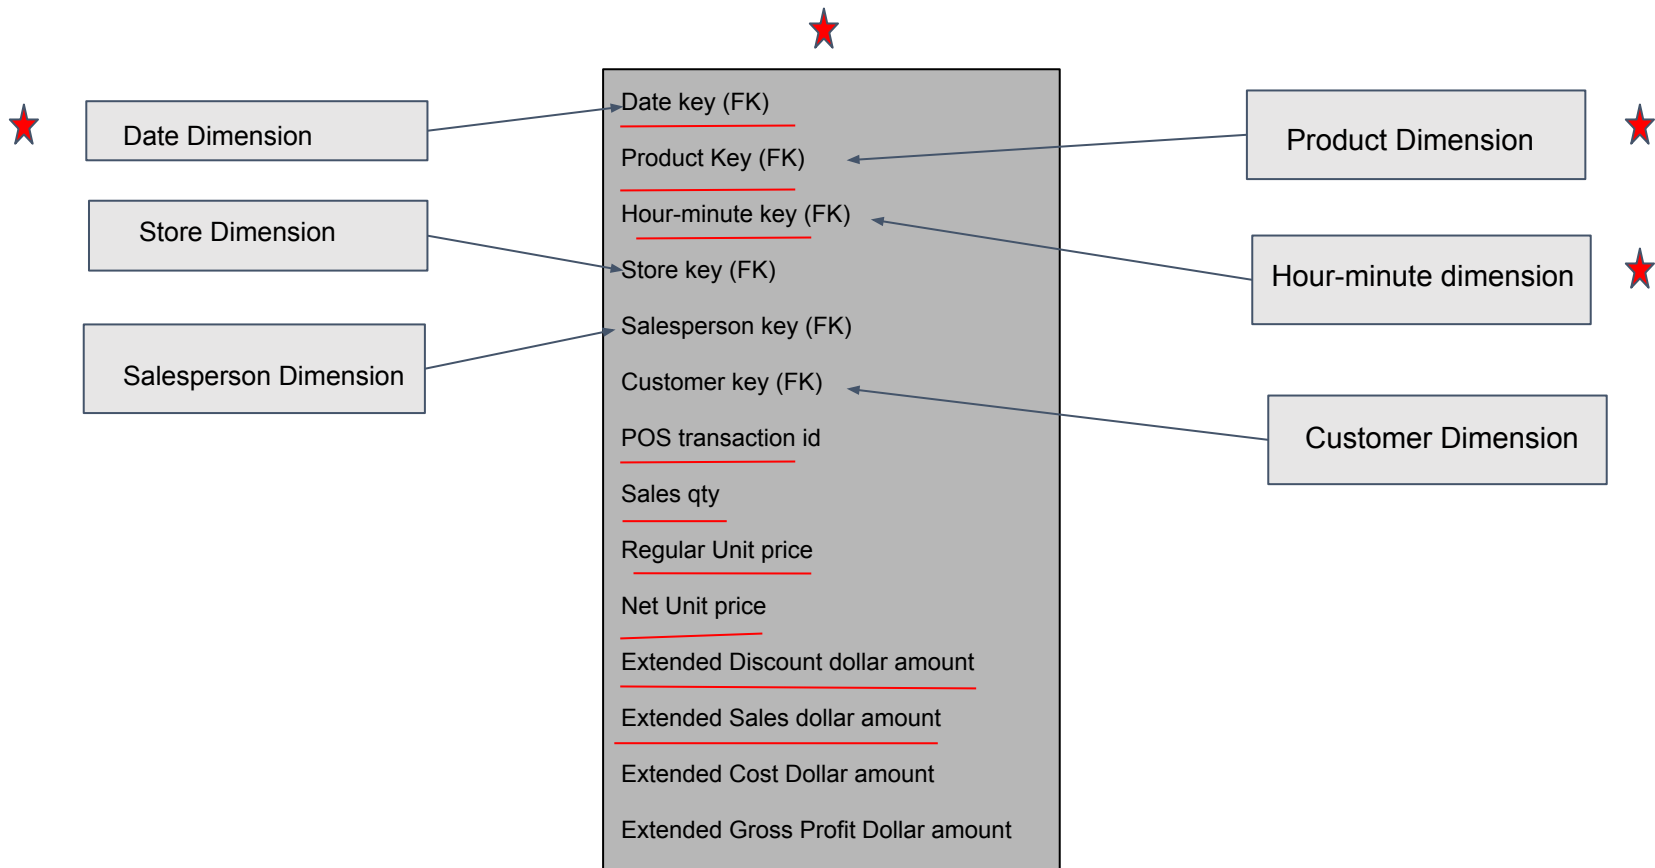 Date Dimension
Store Dimension
Salesperson Dimension
Date key (FK)
Product Key (FK)
Hour-minute key (FK)
Store key (FK)
Salesperson key (FK)
Customer key (FK)
POS transaction id
Sales qty
Regular Unit price
Net Unit price
Extended Discount dollar amount
Extended Sales dollar amount
Extended Cost Dollar amount
Extended Gross Profit Dollar amount
Product Dimension
Hour-minute dimension
Customer Dimension